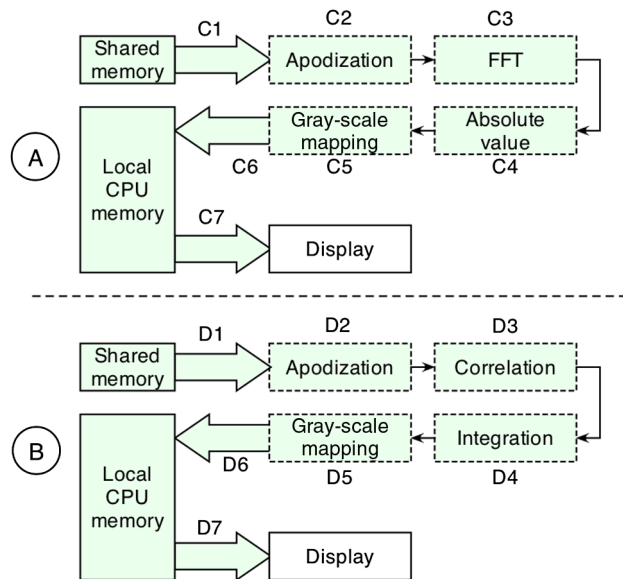 C1
C2
C3
Shared
memory
Apodization
FFT
Gray-scale
mapping
Absolute
value
A
C6
C5
C4
Local
CPU
memory
C7
Display
D1
D2
D3
Shared
memory
Apodization
Correlation
Gray-scale
mapping
Integration
B
D6
D5
D4
Local
CPU
memory
D7
Display